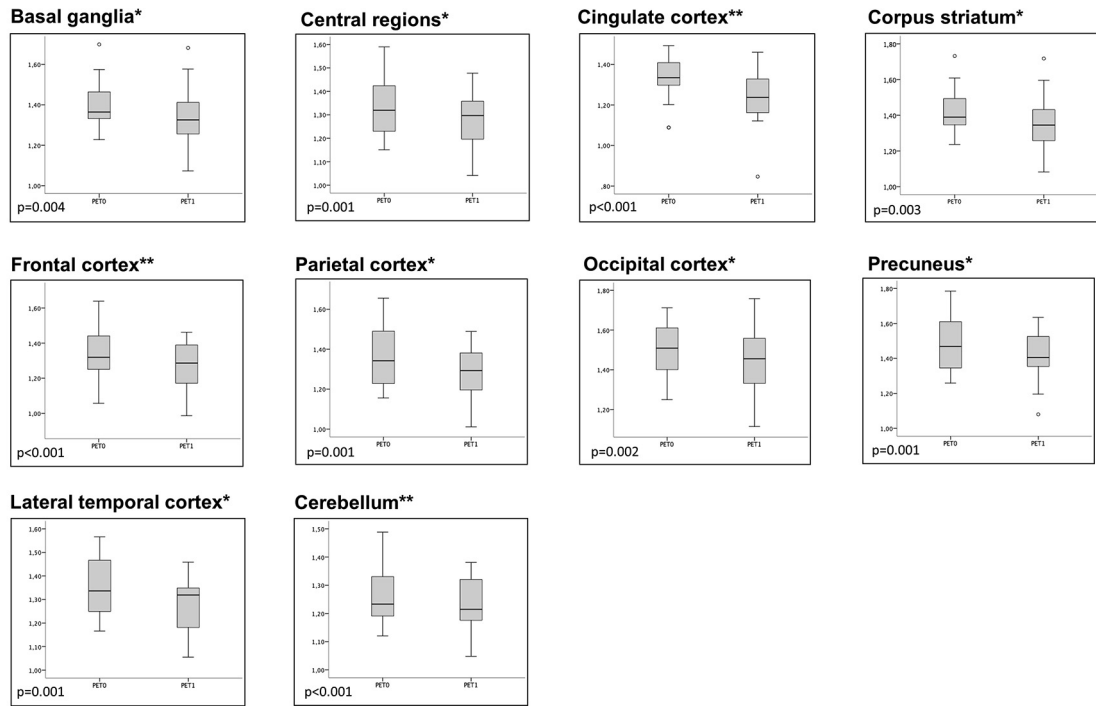 Basal ganglia*
1,60
1,40
1,20
1,00
PET0 PET1
p=0.004
Central regions*
1,60
1,50
1,40
1,30
1,20
1,10
1,00
PET0 PET1
p=0.001
Cingulate cortex**
1,40
1,20
1,00
,80
PET0 PET1
p<0.001
Corpus striatum*
1,80
1,60
1,40
1,20
1,00
PET0 PET1
p=0.003
Frontal cortex**
1,60
1,40
1,20
1,00
PET0 PET1
p<0.001
Parietal cortex*
1,60
1,40
1,20
1,00
PET0 PET1
p=0.001
Occipital cortex*
1,80
1,60
1,40
1,20
PET0 PET1
p=0.002
Precuneus*
1,80
1,60
1,40
1,20
1,00
PET0 PET1
p=0.001
Lateral temporal cortex*
1,60
1,50
1,40
1,30
1,20
1,10
1,00
PET0 PET1
p=0.001
Cerebellum**
1,50
1,40
1,30
1,20
1,10
1,00
PET0 PET1
p<0.001